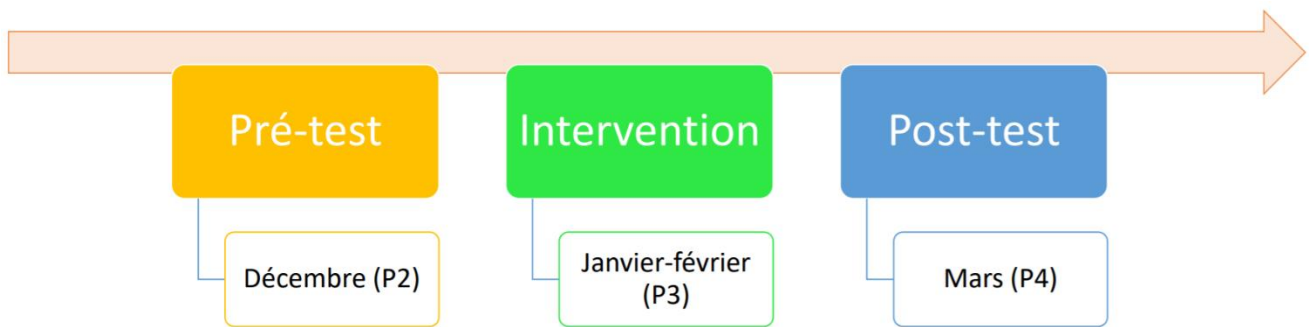 Pré-test
Intervention
Post-test
Décembre (P2)
Janvier-février
(P3)
Mars (P4)